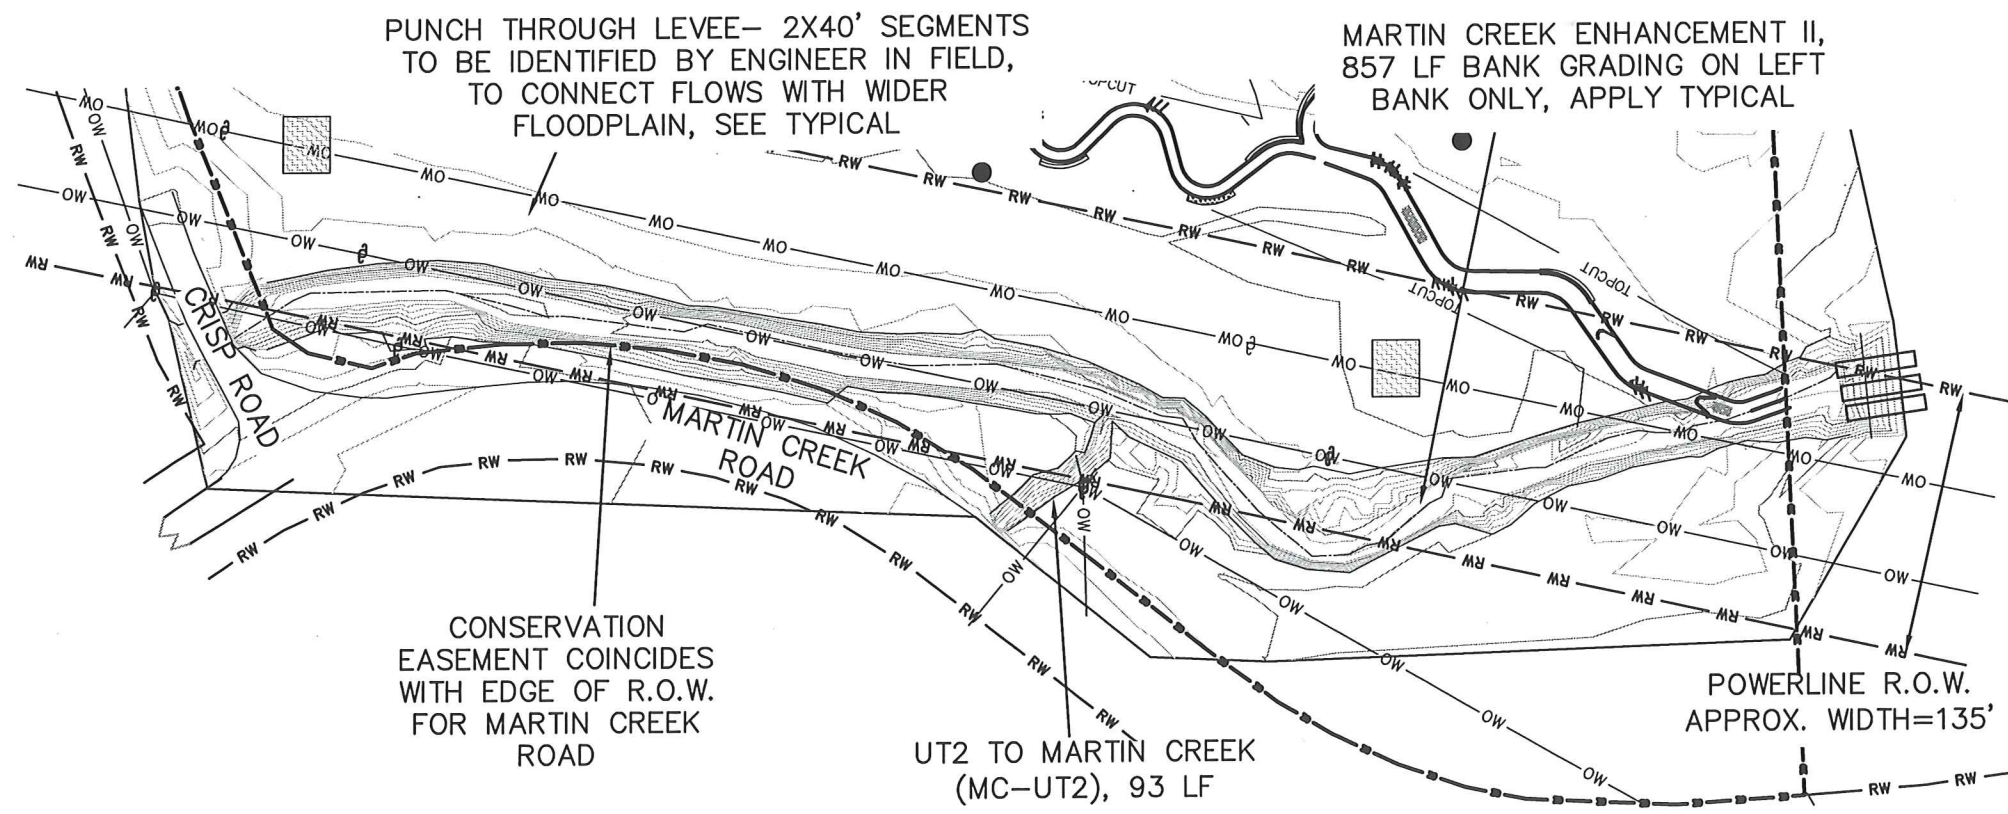 PUNCH THROUGH LEVEE– 2X40' SEGMENTS
TO BE IDENTIFIED BY ENGINEER IN FIELD,
TO CONNECT FLOWS WITH WIDER
FLOODPLAIN, SEE TYPICAL
MARTIN CREEK ENHANCEMENT II,
857 LF BANK GRADING ON LEFT
BANK ONLY, APPLY TYPICAL
TOPCUT
TOPCUT
CRISP ROAD
MARTIN CREEK
ROAD
CONSERVATION
EASEMENT COINCIDES
WITH EDGE OF R.O.W.
FOR MARTIN CREEK
ROAD
UT2 TO MARTIN CREEK
(MC–UT2), 93 LF
POWERLINE R.O.W.
APPROX. WIDTH=135'
RW
OW